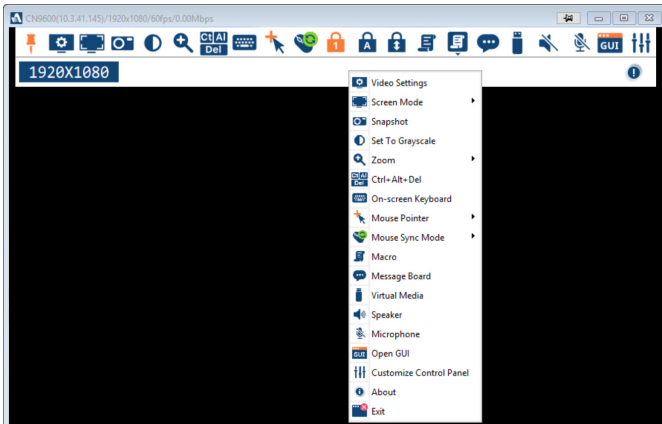 CN9600(10.3.41.145)/1920x1080/60fps/0.00Mbps
Ct Al Del 1 A GUI
1920X1080
Video Settings
Screen Mode
Snapshot
Set To Grayscale
Zoom
Ctrl+Alt+Del
On-screen Keyboard
Mouse Pointer
Mouse Sync Mode
Macro
Message Board
Virtual Media
Speaker
Microphone
GUI Open GUI
Customize Control Panel
About
Exit